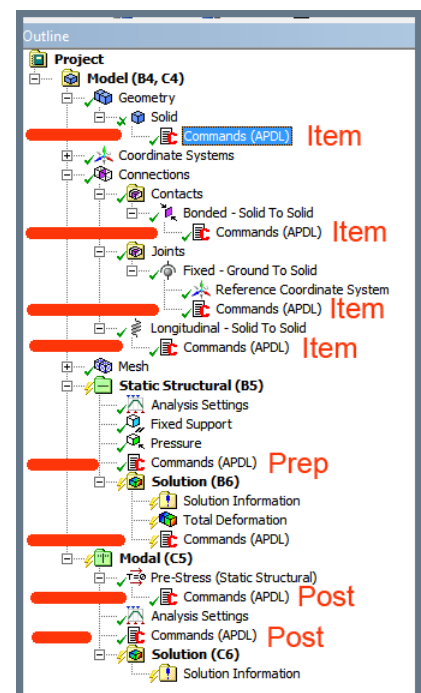 Outline
Project
Model (B4, C4)
Geometry
Solid
Commands (APDL) Item
Coordinate Systems
Connections
Contacts
Bonded - Solid To Solid
Commands (APDL) Item
Joints
Fixed - Ground To Solid
Reference Coordinate System
Commands (APDL) Item
Longitudinal - Solid To Solid
Commands (APDL) Item
Mesh
Static Structural (B5)
Analysis Settings
Fixed Support
Pressure
Commands (APDL) Prep
Solution (B6)
Solution Information
Total Deformation
Commands (APDL)
Modal (C5)
T=0 Pre-Stress (Static Structural)
Commands (APDL) Post
Analysis Settings
Commands (APDL) Post
Solution (C6)
Solution Information